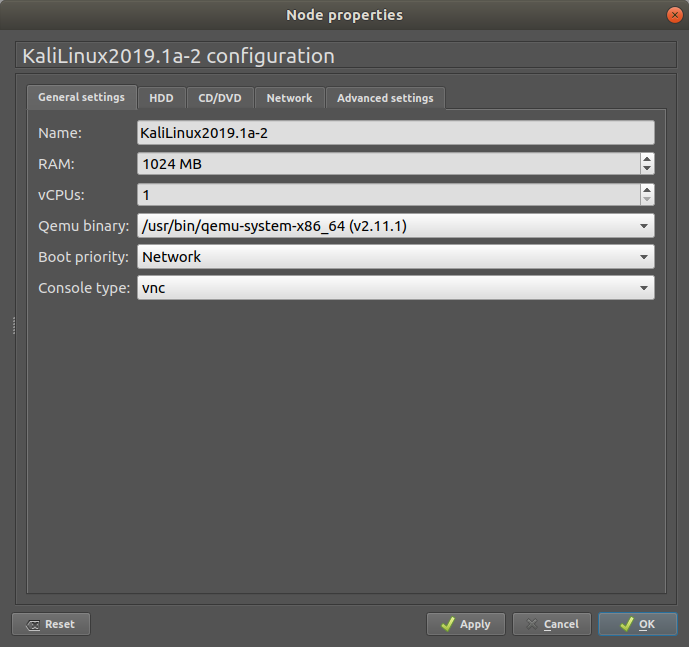 Node properties
KaliLinux2019.1a-2 configuration
General settings HDD CD/DVD Network Advanced settings
Name: KaliLinux2019.1a-2
RAM: 1024 MB
vCPUs: 1
Qemu binary: /usr/bin/qemu-system-x86_64 (v2.11.1)
Boot priority: Network
Console type: vnc
Reset Apply Cancel OK